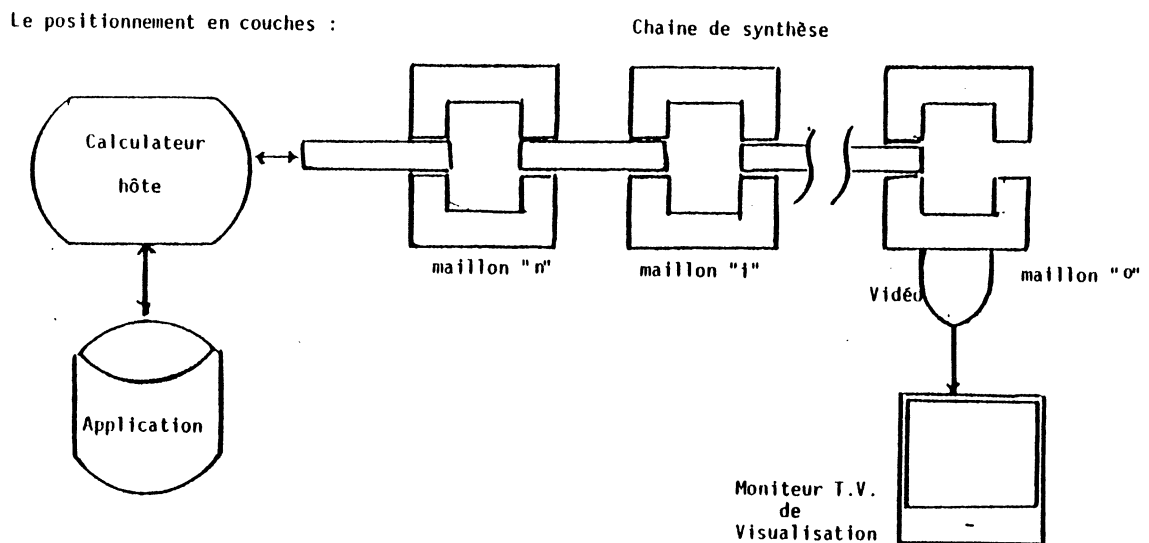 Le positionnement en couches :
Chaine de synthèse
Calculateur
hôte
maillon "n"
maillon "i"
maillon "o"
Vidéo
Application
Moniteur T.V.
de
Visualisation